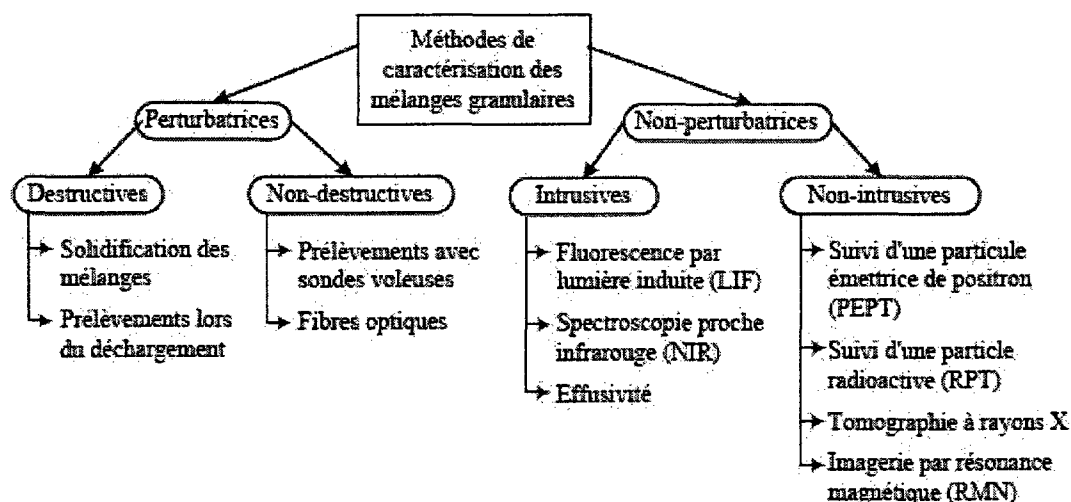 Méthodes de
caractérisation des
mélanges granulaires
Perturbatrices
Non-perturbatrices
Destructives
Non-destructives
Intrusives
Non-intrusives
Solidification des
mélanges
Prélèvements lors
du déchargement
Prélèvements avec
sondes voleuses
Fibres optiques
Fluorescence par
lumière induite (LIF)
Spectroscopie proche
infrarouge (NIR)
Effusivité
Suivi d'une particule
émettrice de positron
(PEPT)
Suivi d'une particle
radioactive (RPT)
Tomographie à rayons X
Imagerie par résonance
magnétique (RMN)